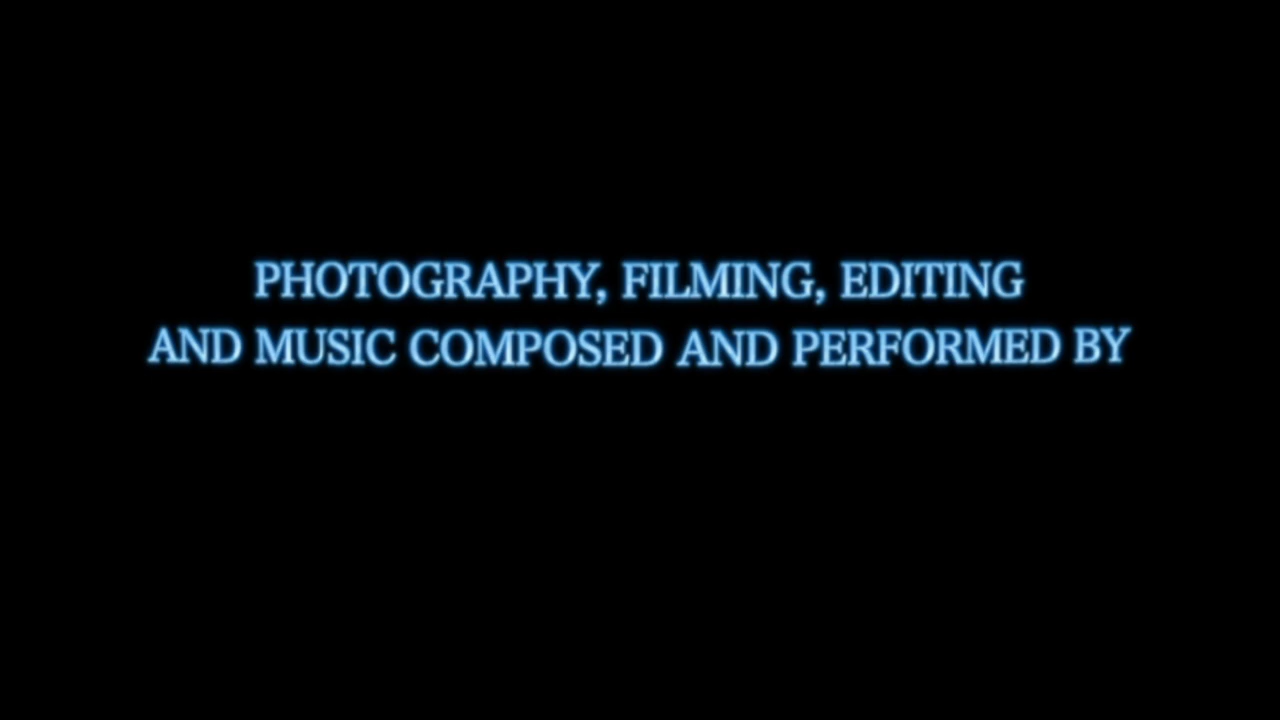 PHOTOGRAPHY, FILMING, EDITING
AND MUSIC COMPOSED AND PERFORMED BY